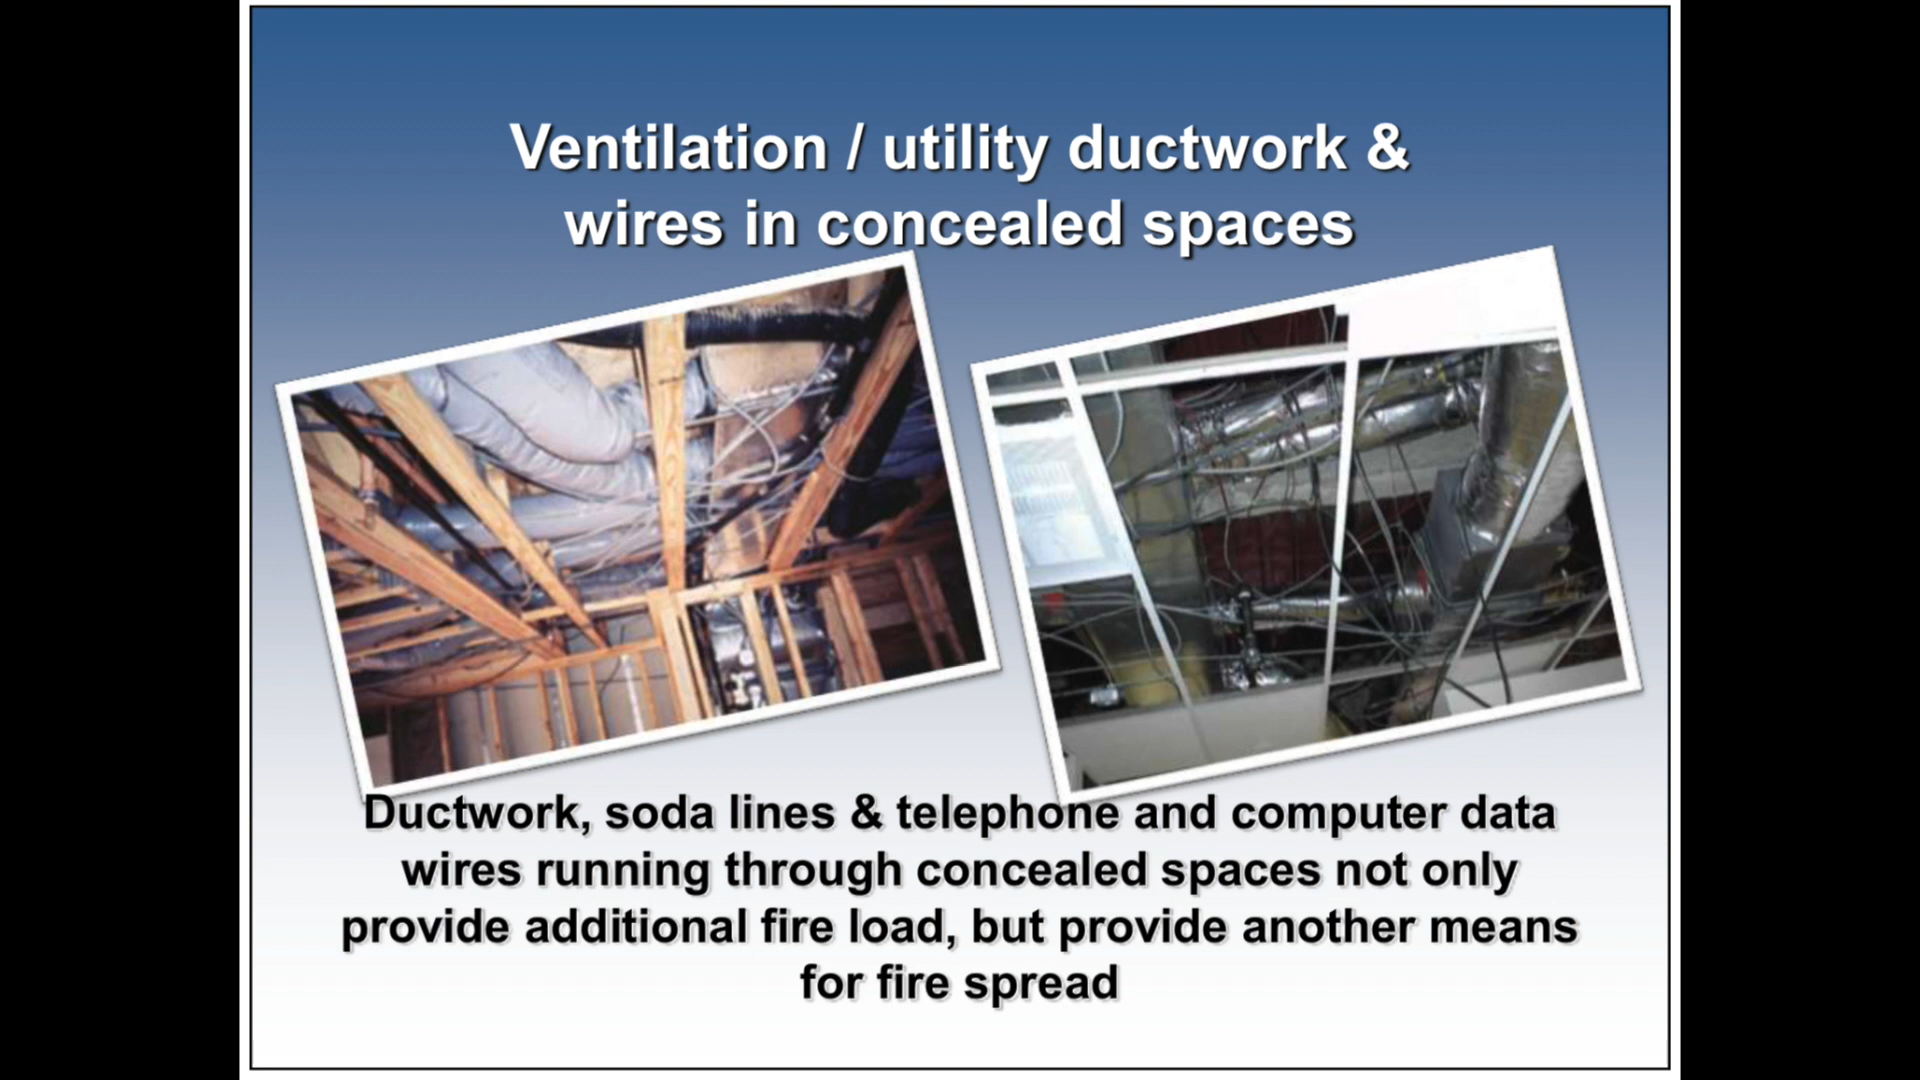 Ventilation / utility ductwork &
wires in concealed spaces
Ductwork, soda lines & telephone and computer data
wires running through concealed spaces not only
provide additional fire load, but provide another means
for fire spread